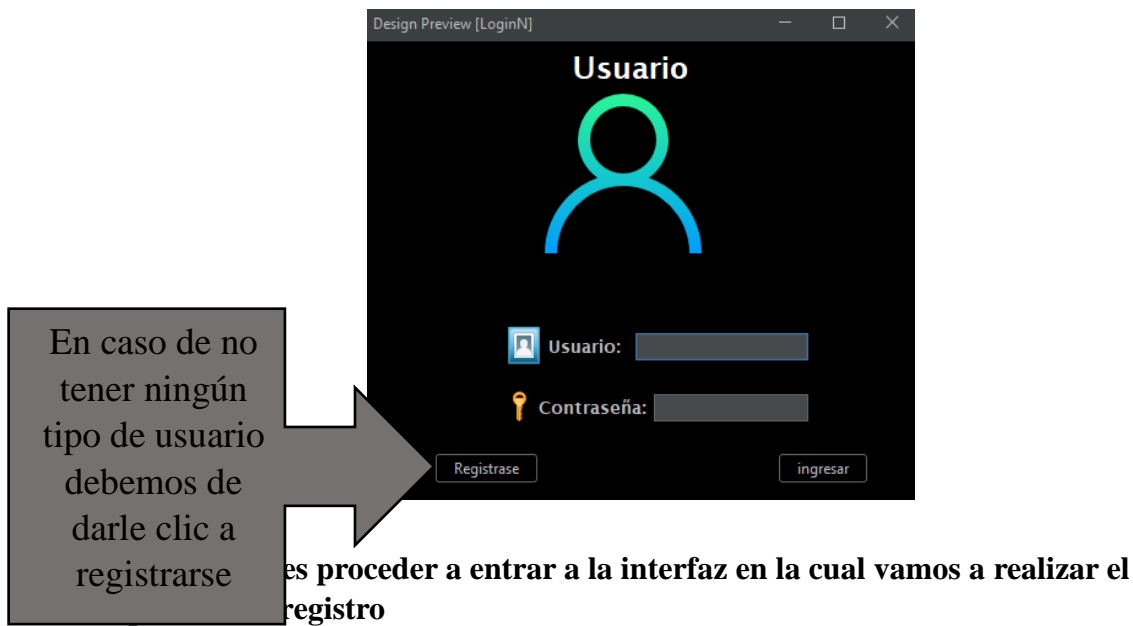 Design Preview [LoginN]
Usuario
Usuario:
Contraseña:
Registrase
ingresar
En caso de no
tener ningún
tipo de usuario
debemos de
darle clic a
registrarse
es proceder a entrar a la interfaz en la cual vamos a realizar el
registro